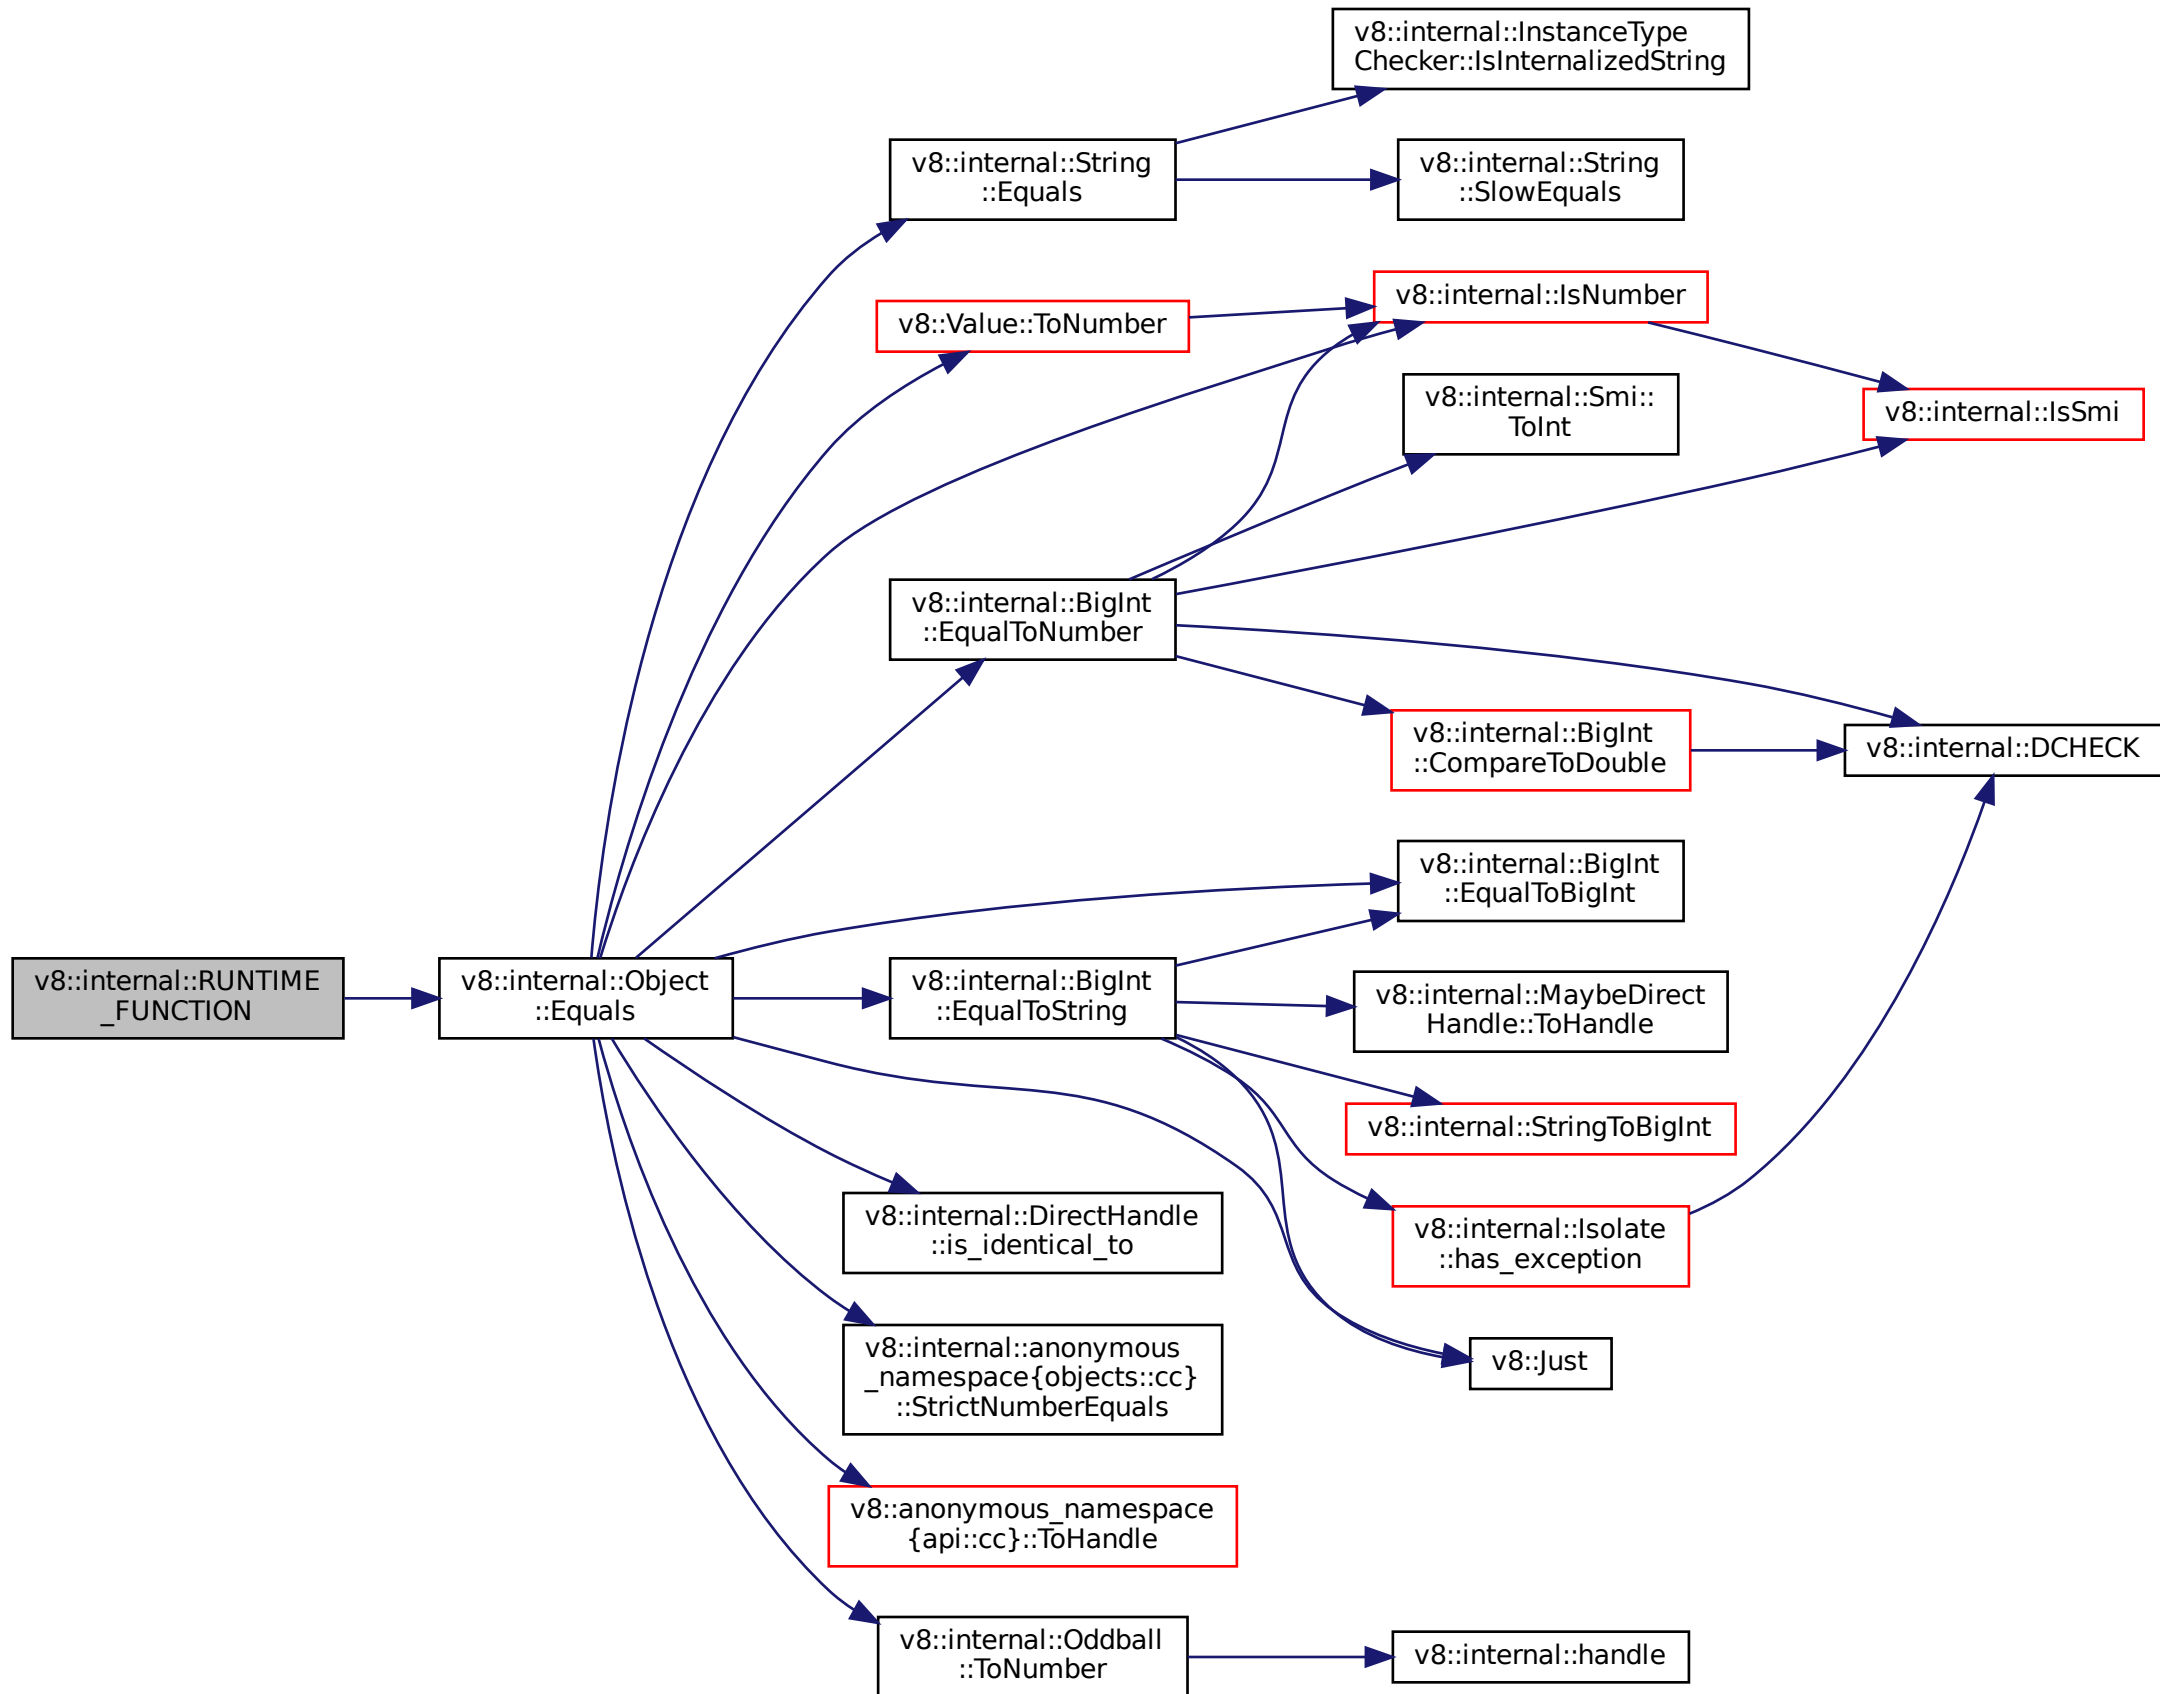 v8::internal::InstanceType
Checker::IsInternalizedString
v8::internal::String
::Equals
v8::internal::String
::SlowEquals
v8::internal::IsNumber
v8::Value::ToNumber
v8::internal::Smi::
ToInt
v8::internal::IsSmi
v8::internal::BigInt
::EqualToNumber
v8::internal::BigInt
::CompareToDouble
v8::internal::DCHECK
v8::internal::BigInt
::EqualToBigInt
v8::internal::RUNTIME
_FUNCTION
v8::internal::Object
::Equals
v8::internal::BigInt
::EqualToString
v8::internal::MaybeDirect
Handle::ToHandle
v8::internal::StringToBigInt
v8::internal::DirectHandle
::is_identical_to
v8::internal::Isolate
::has_exception
v8::internal::anonymous
_namespace{objects::cc}
::StrictNumberEquals
v8::Just
v8::anonymous_namespace
{api::cc}::ToHandle
v8::internal::Oddball
::ToNumber
v8::internal::handle